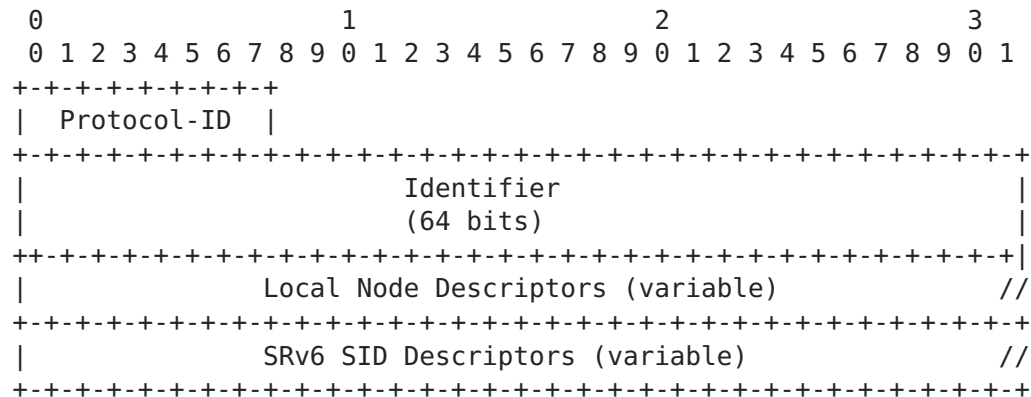 0                   1                   2                   3
 0 1 2 3 4 5 6 7 8 9 0 1 2 3 4 5 6 7 8 9 0 1 2 3 4 5 6 7 8 9 0 1
+-+-+-+-+-+-+-+-+
|  Protocol-ID  |
+-+-+-+-+-+-+-+-+-+-+-+-+-+-+-+-+-+-+-+-+-+-+-+-+-+-+-+-+-+-+-+-+
|                        Identifier                             |
|                        (64 bits)                              |
++-+-+-+-+-+-+-+-+-+-+-+-+-+-+-+-+-+-+-+-+-+-+-+-+-+-+-+-+-+-+-+|
|               Local Node Descriptors (variable)              //
+-+-+-+-+-+-+-+-+-+-+-+-+-+-+-+-+-+-+-+-+-+-+-+-+-+-+-+-+-+-+-+-+
|               SRv6 SID Descriptors (variable)                //
+-+-+-+-+-+-+-+-+-+-+-+-+-+-+-+-+-+-+-+-+-+-+-+-+-+-+-+-+-+-+-+-+